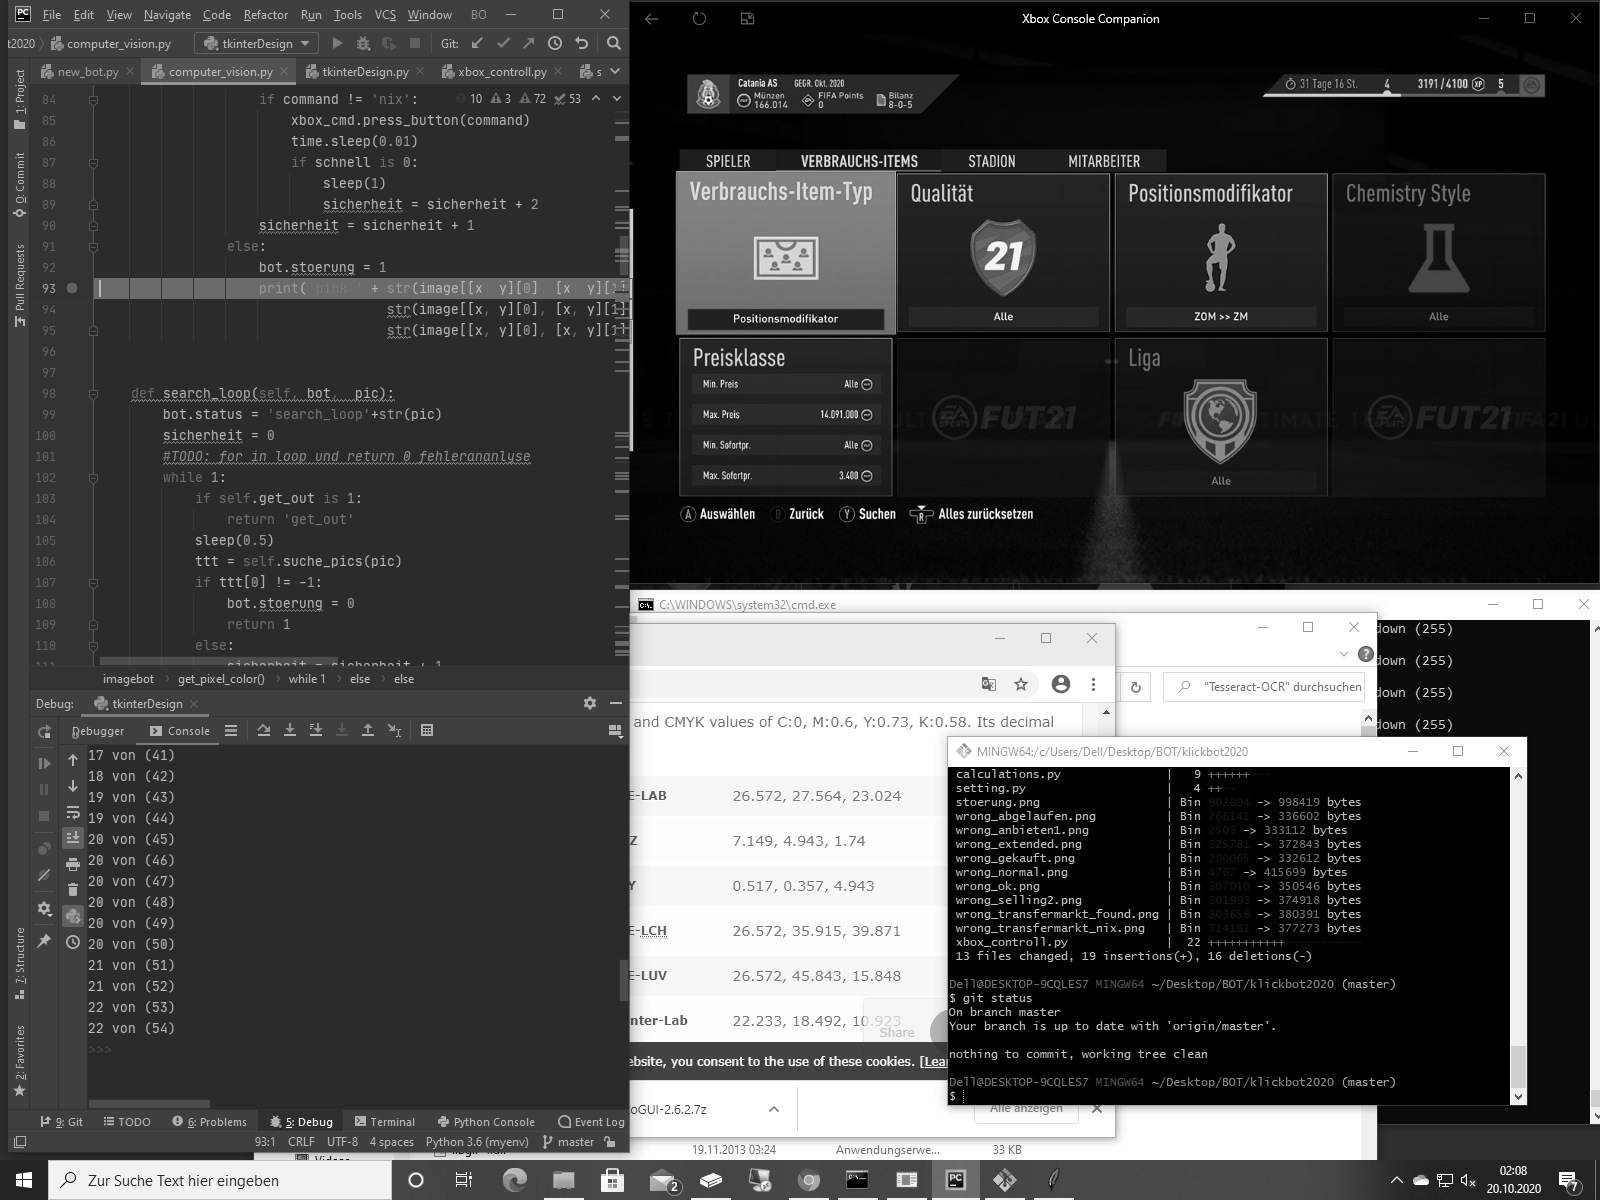 File Edit View Navigate Code Refactor Run Tools VCS Window BO
t2020 computer_vision.py tkinterDesign Git:
new_bot.py computer_vision.py tkinterDesign.py xbox_controll.py s
1: Project
0: Commit
Pull Requests
7: Structure
2: Favorites
10 3 72 53
84 if command != 'nix':
85 xbox_cmd.press_button(command)
86 time.sleep(0.01)
87 if schnell is 0:
88 sleep(1)
89 sicherheit = sicherheit + 2
90 sicherheit = sicherheit + 1
91 else:
92 bot.stoerung = 1
93 print('pink ' + str(image[[x, y][0], [x, y][1]
94 str(image[[x, y][0], [x, y][1]
95 str(image[[x, y][0], [x, y][1]
96
97
98 def search_loop(self, bot, pic):
99 bot.status = 'search_loop'+str(pic)
100 sicherheit = 0
101 #TODO: for in loop und return 0 fehlerananlyse
102 while 1:
103 if self.get_out is 1:
104 return 'get_out'
105 sleep(0.5)
106 ttt = self.suche_pics(pic)
107 if ttt[0] != -1:
108 bot.stoerung = 0
109 return 1
110 else:
111 sicherheit = sicherheit + 1
imagebot get_pixel_color() while 1 else else
Debug: tkinterDesign
Debugger Console
17 von (41)
18 von (42)
19 von (43)
19 von (44)
20 von (45)
20 von (46)
20 von (47)
20 von (48)
20 von (49)
20 von (50)
21 von (51)
21 von (52)
22 von (53)
22 von (54)
>>>
9: Git TODO 6: Problems 5: Debug Terminal Python Console Event Log
93:1 CRLF UTF-8 4 spaces Python 3.6 (myenv) master
Xbox Console Companion
Catania AS GEGR. Okt. 2020
Münzen 166.014 FIFA Points 0 Bilanz 8-0-5
31 Tage 16 St. 4 3191/4100 XP 5
SPIELER VERBRAUCHS-ITEMS STADION MITARBEITER
Verbrauchs-Item-Typ
Positionsmodifikator
Qualität
21
Alle
Positionsmodifikator
ZOM >> ZM
Chemistry Style
Alle
Preisklasse
Min. Preis Alle
Max. Preis 14.091.000
Min. Sofortpr. Alle
Max. Sofortpr. 3.400
Liga
Alle
EA SPORTS FUT21
EA SPORTS FUT21
A Auswählen B Zurück Y Suchen R Alles zurücksetzen
C:\WINDOWS\system32\cmd.exe
down (255)
down (255)
down (255)
down (255)
"Tesseract-OCR" durchsuchen
and CMYK values of C:0, M:0.6, Y:0.73, K:0.58. Its decimal
E-LAB 26.572, 27.564, 23.024
Z 7.149, 4.943, 1.74
Y 0.517, 0.357, 4.943
E-LCH 26.572, 35.915, 39.871
E-LUV 26.572, 45.843, 15.848
nter-Lab 22.233, 18.492, 10.923
Share
ebsite, you consent to the use of these cookies. [Lea
oGUI-2.6.2.7z
Alle anzeigen
19.11.2013 03:24 Anwendungserwe... 33 KB
Videos
MINGW64:/c/Users/Dell/Desktop/BOT/klickbot2020
calculations.py | 9 ++++++---
setting.py | 4 ++--
stoerung.png | Bin 902094 -> 998419 bytes
wrong_abgelaufen.png | Bin 266141 -> 336602 bytes
wrong_anbieten1.png | Bin 2503 -> 333112 bytes
wrong_extended.png | Bin 325781 -> 372843 bytes
wrong_gekauft.png | Bin 290065 -> 332612 bytes
wrong_normal.png | Bin 4767 -> 415699 bytes
wrong_ok.png | Bin 307010 -> 350546 bytes
wrong_selling2.png | Bin 301993 -> 374918 bytes
wrong_transfermarkt_found.png | Bin 303658 -> 380391 bytes
wrong_transfermarkt_nix.png | Bin 314181 -> 377273 bytes
xbox_controll.py | 22 +++++++++++-----------
13 files changed, 19 insertions(+), 16 deletions(-)
Dell@DESKTOP-9CQLES7 MINGW64 ~/Desktop/BOT/klickbot2020 (master)
$ git status
On branch master
Your branch is up to date with 'origin/master'.
nothing to commit, working tree clean
Dell@DESKTOP-9CQLES7 MINGW64 ~/Desktop/BOT/klickbot2020 (master)
$
Zur Suche Text hier eingeben
2
02:08
20.10.2020
7